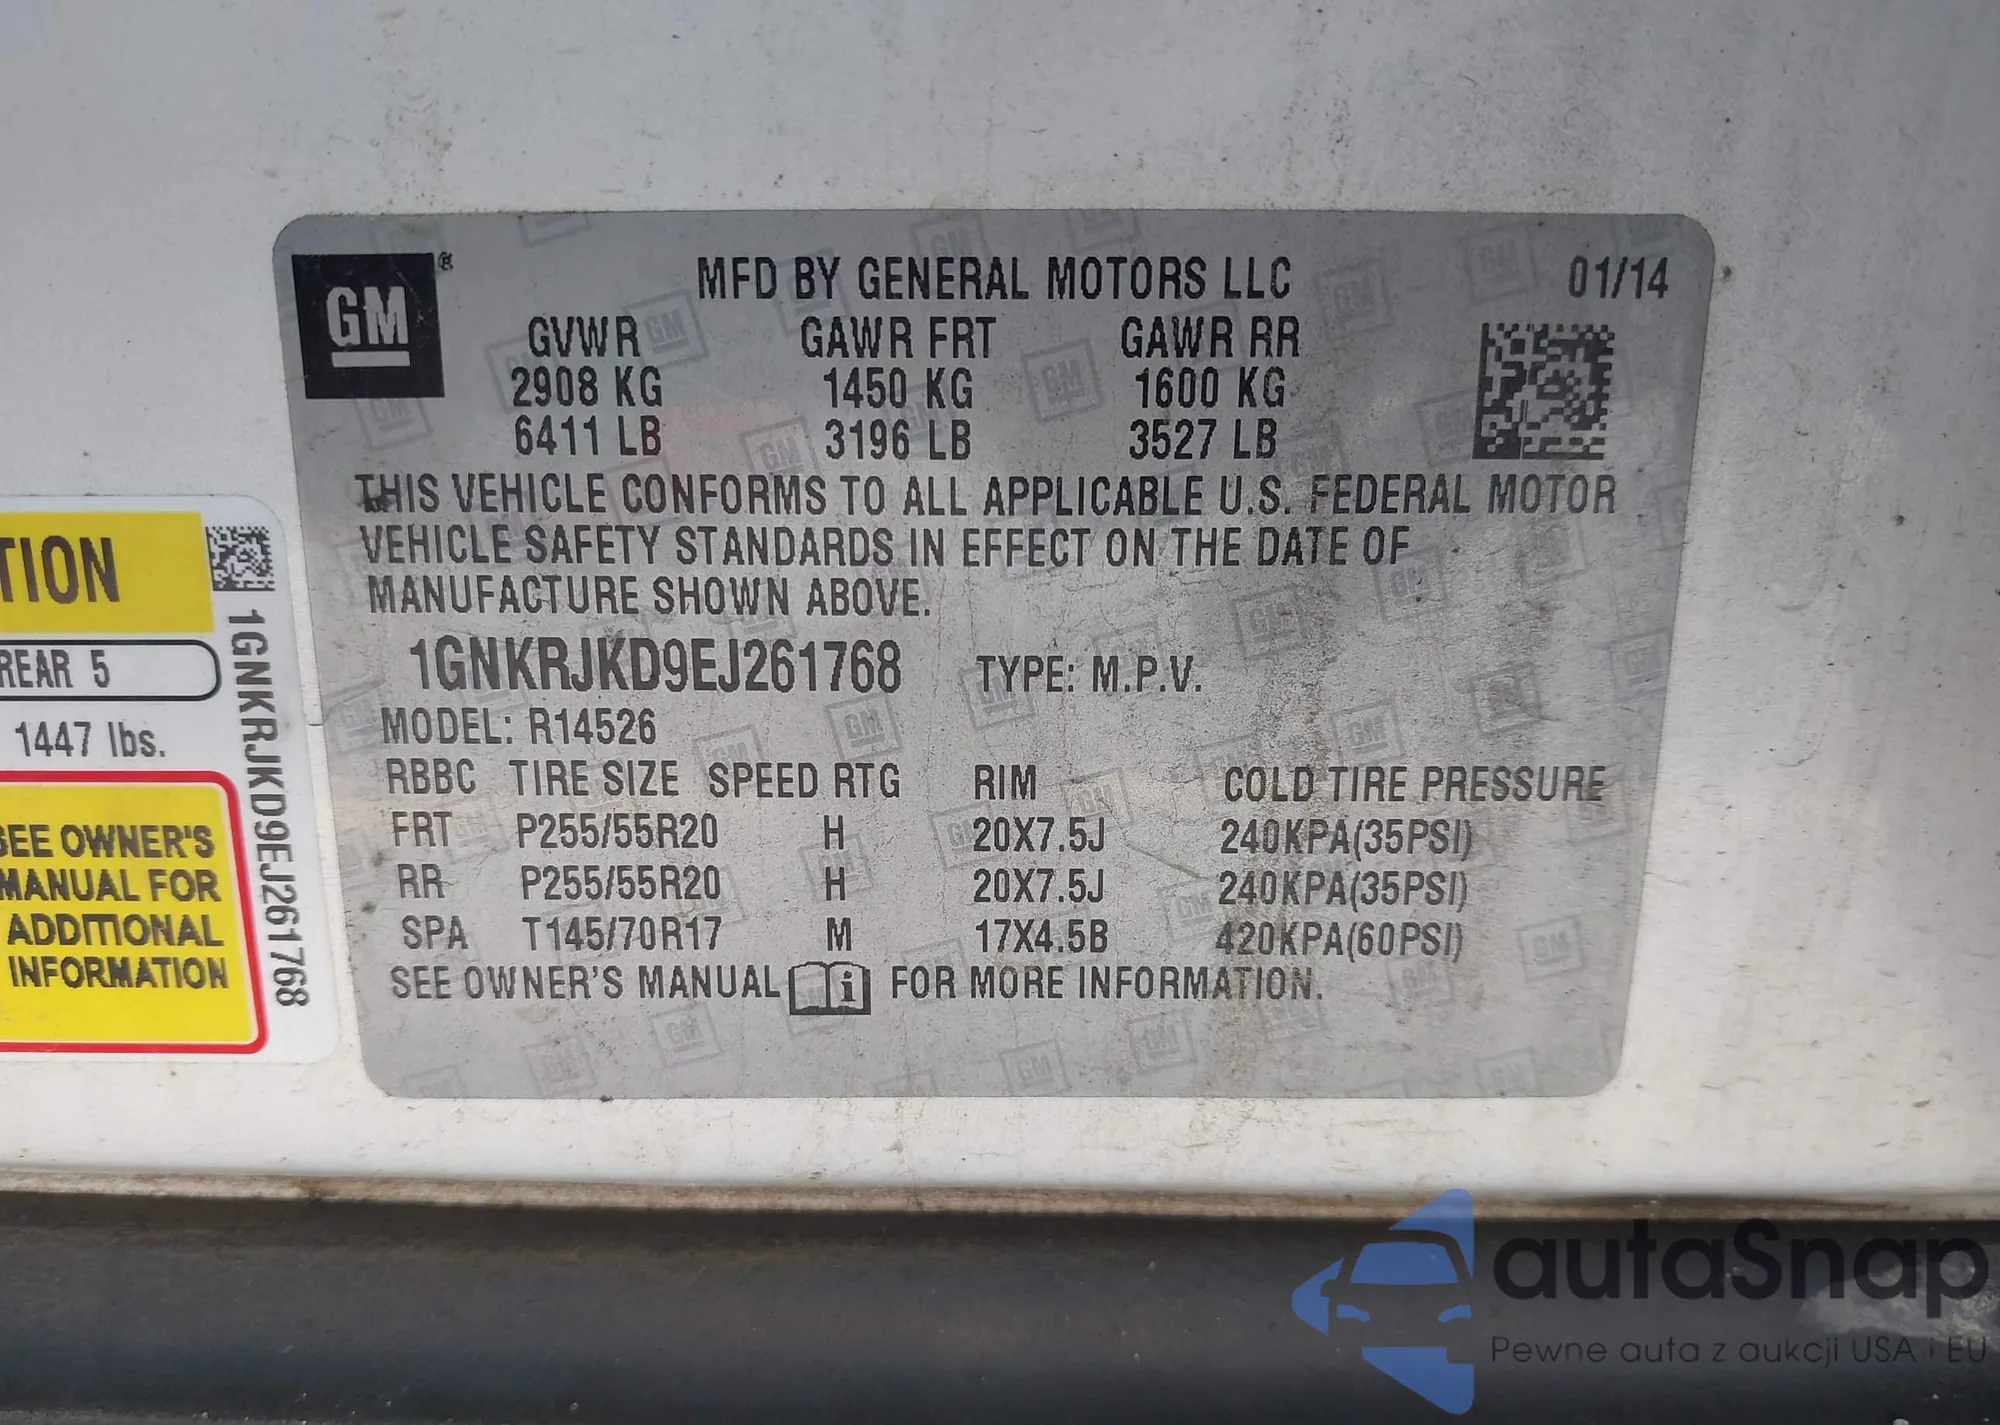 GM®
MFD BY GENERAL MOTORS LLC 01/14
GVWR GAWR FRT GAWR RR
2908 KG 1450 KG 1600 KG
6411 LB 3196 LB 3527 LB
THIS VEHICLE CONFORMS TO ALL APPLICABLE U.S. FEDERAL MOTOR
VEHICLE SAFETY STANDARDS IN EFFECT ON THE DATE OF
MANUFACTURE SHOWN ABOVE.
1GNKRJKD9EJ261768 TYPE: M.P.V.
MODEL: R14526
RBBC TIRE SIZE SPEED RTG RIM COLD TIRE PRESSURE
FRT P255/55R20 H 20X7.5J 240KPA(35PSI)
RR P255/55R20 H 20X7.5J 240KPA(35PSI)
SPA T145/70R17 M 17X4.5B 420KPA(60PSI)
SEE OWNER'S MANUAL i FOR MORE INFORMATION.
TION
REAR 5
1447 lbs.
SEE OWNER'S
MANUAL FOR
ADDITIONAL
INFORMATION
1GNKRJKD9EJ261768
autaSnap
Pewne auta z aukcji USA i EU